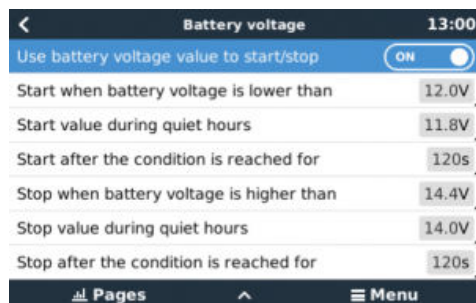 Battery voltage 13:00
Use battery voltage value to start/stop ON
Start when battery voltage is lower than 12.0V
Start value during quiet hours 11.8V
Start after the condition is reached for 120s
Stop when battery voltage is higher than 14.4V
Stop value during quiet hours 14.0V
Stop after the condition is reached for 120s
Pages Menu